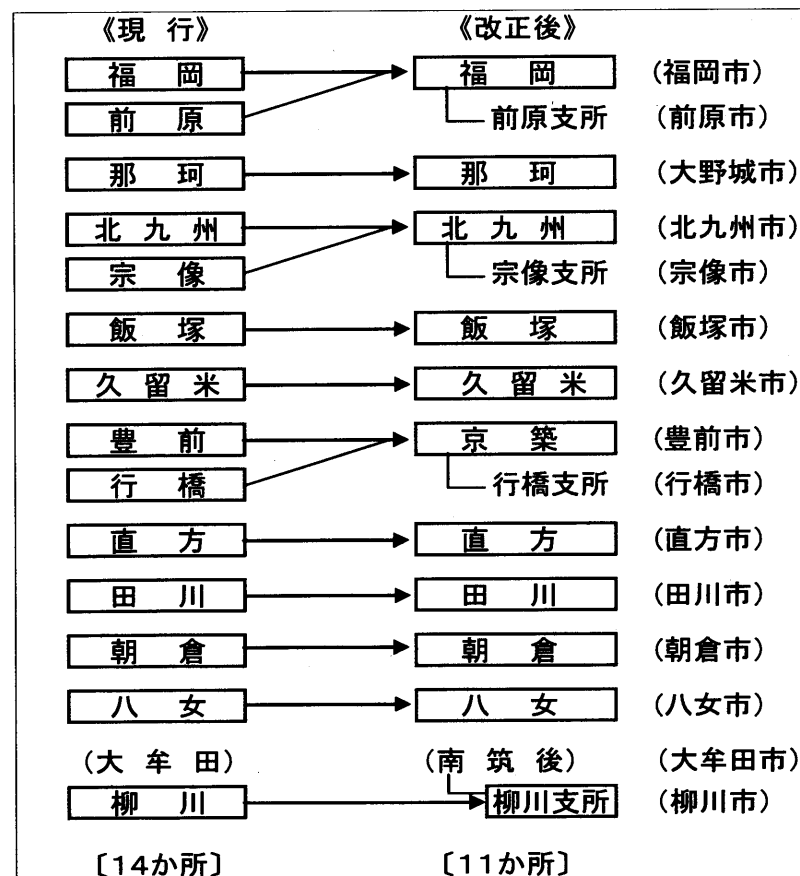 《現 行》 《改正後》
福 岡 福 岡 (福岡市)
前 原 前原支所 (前原市)
那 珂 那 珂 (大野城市)
北 九 州 北 九 州 (北九州市)
宗 像 宗像支所 (宗像市)
飯 塚 飯 塚 (飯塚市)
久 留 米 久 留 米 (久留米市)
豊 前 京 築 (豊前市)
行 橋 行橋支所 (行橋市)
直 方 直 方 (直方市)
田 川 田 川 (田川市)
朝 倉 朝 倉 (朝倉市)
八 女 八 女 (八女市)
(大 牟 田) (南 筑 後) (大牟田市)
柳 川 柳川支所 (柳川市)
〔14か所〕 〔11か所〕